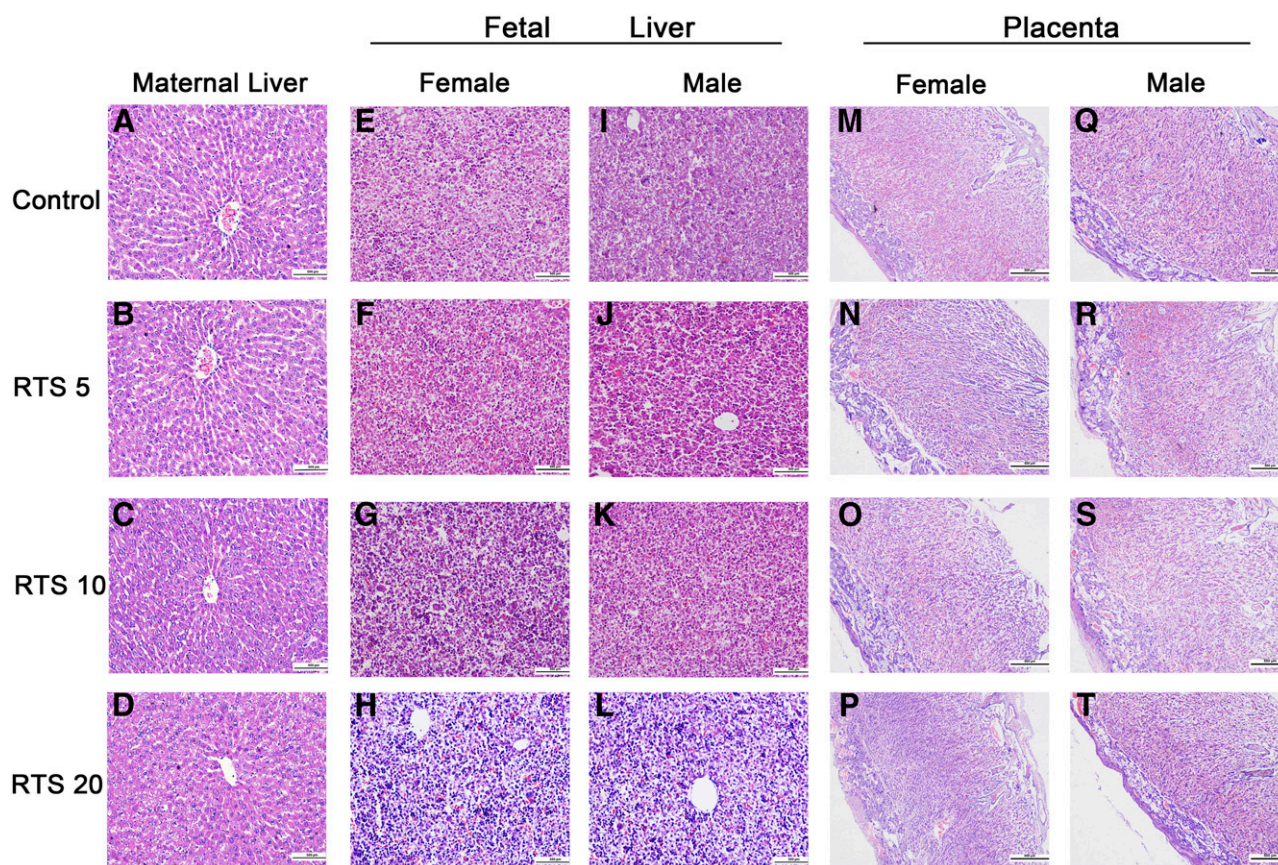 Fetal Liver Placenta
Maternal Liver Female Male Female Male
Control A E I M Q
RTS 5 B F J N R
RTS 10 C G K O S
RTS 20 D H L P T